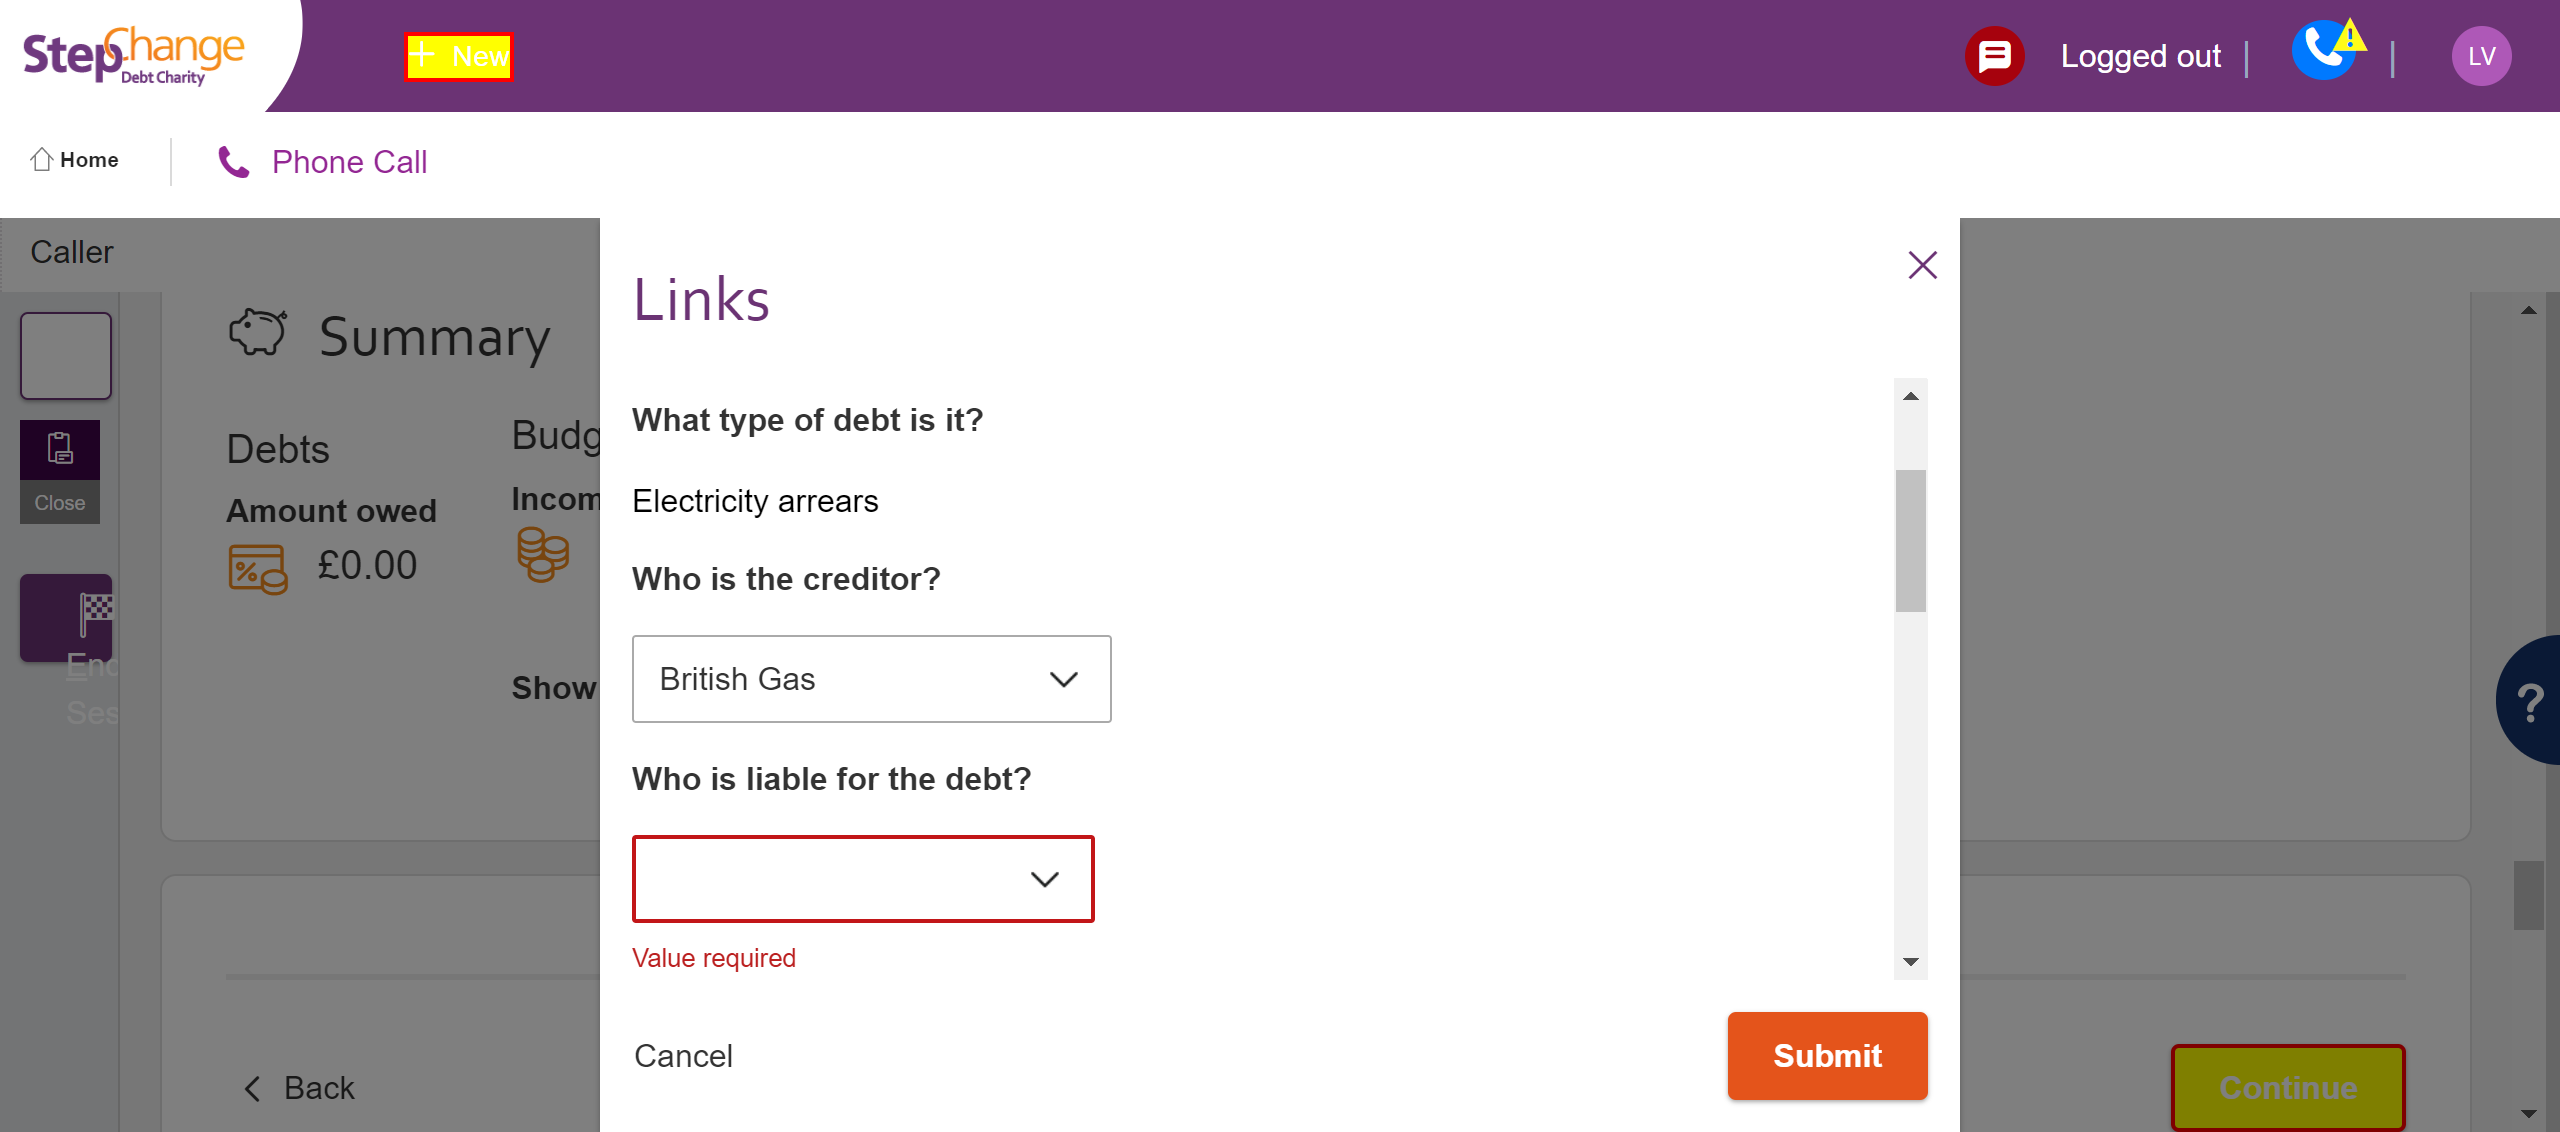 StepChange
Debt Charity
+ New
Logged out
LV
Home
Phone Call
Caller
Close
End
Ses
Summary
Debts
Amount owed
£0.00
Budg
Incom
Show
Links
What type of debt is it?
Electricity arrears
Who is the creditor?
British Gas
Who is liable for the debt?
Value required
Cancel
Submit
Back
Continue
?